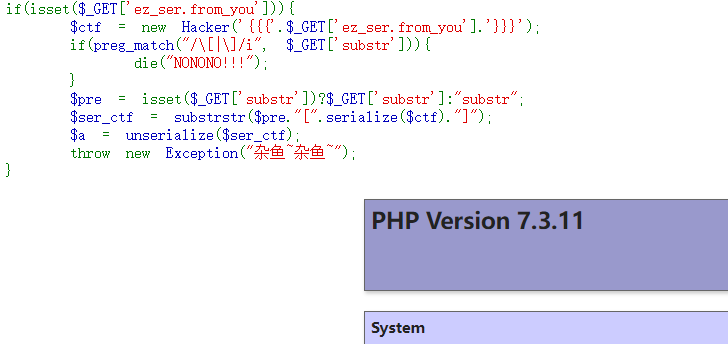 if(isset($_GET['ez_ser.from_you'])){
$ctf = new Hacker('{{{'.$_GET['ez_ser.from_you'].'}}}');
if(preg_match("/\[|\]/i", $_GET['substr'])){
die("NONONO!!!");
}
$pre = isset($_GET['substr'])?$_GET['substr']:"substr";
$ser_ctf = substrstr($pre."[".serialize($ctf)."]");
$a = unserialize($ser_ctf);
throw new Exception("杂鱼~杂鱼~");
}
PHP Version 7.3.11
System